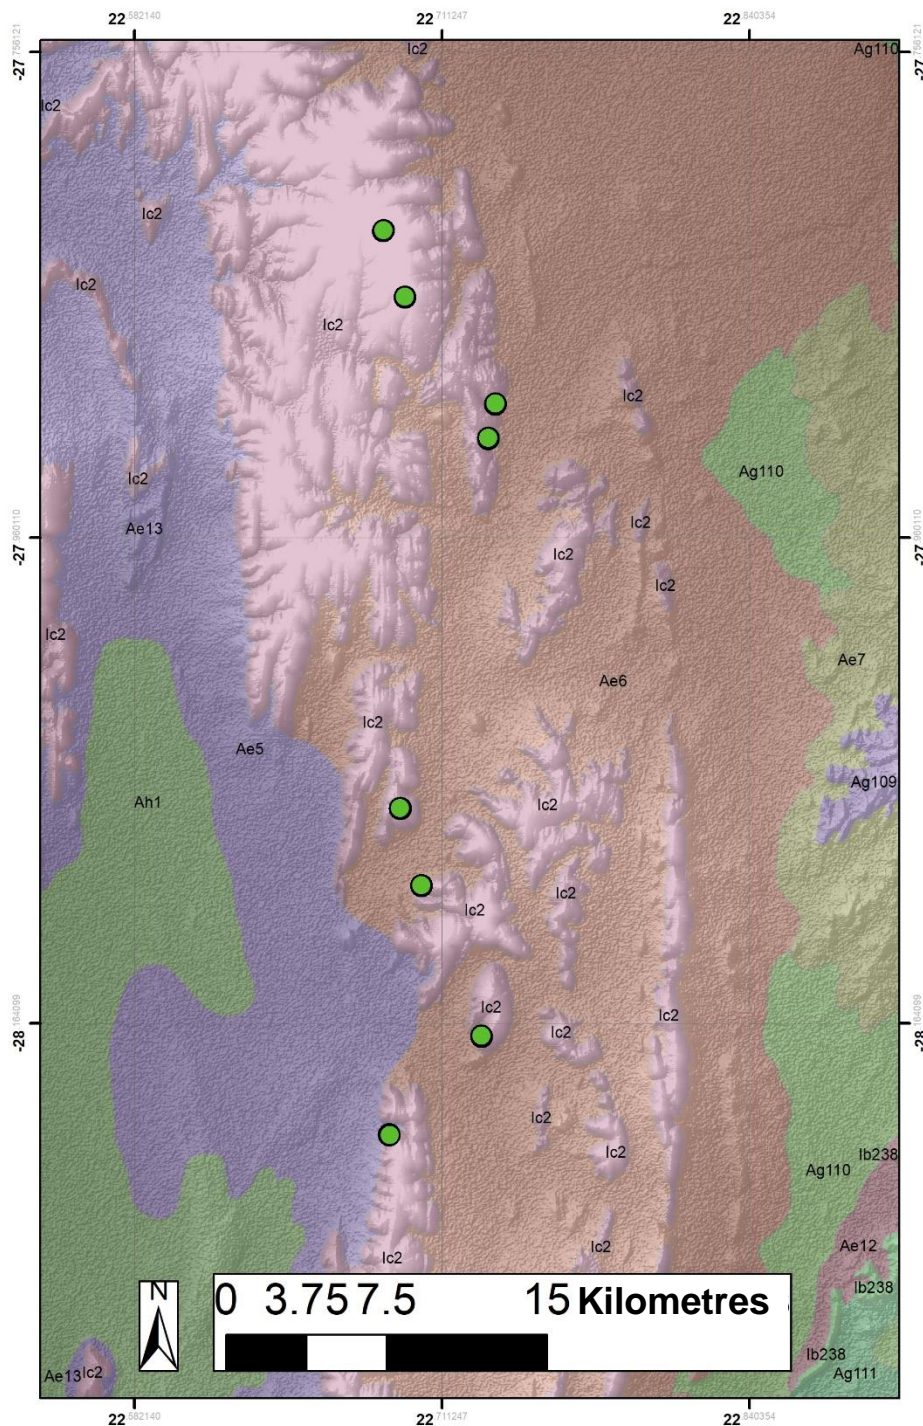 22.582140 22.711247 22.840354
-27.756121 -27.756121
Ic2 Ag110
Ic2
Ic2
Ic2
Ic2
Ic2
Ag110
Ic2
Ae13
Ic2
Ic2
-27.960110 -27.960110
Ic2
Ic2
Ae7
Ae6
Ic2
Ae5
Ag109
Ah1
Ic2
Ic2
Ic2
Ic2
Ic2
-28.164099 -28.164099
Ic2
Ic2
Ic2
Ib238
Ag110
Ic2
Ae12
Ic2
Ib238
N
0 3.75 7.5 15 Kilometres
Ib238
Ae13 Ic2
Ag111
22.582140 22.711247 22.840354